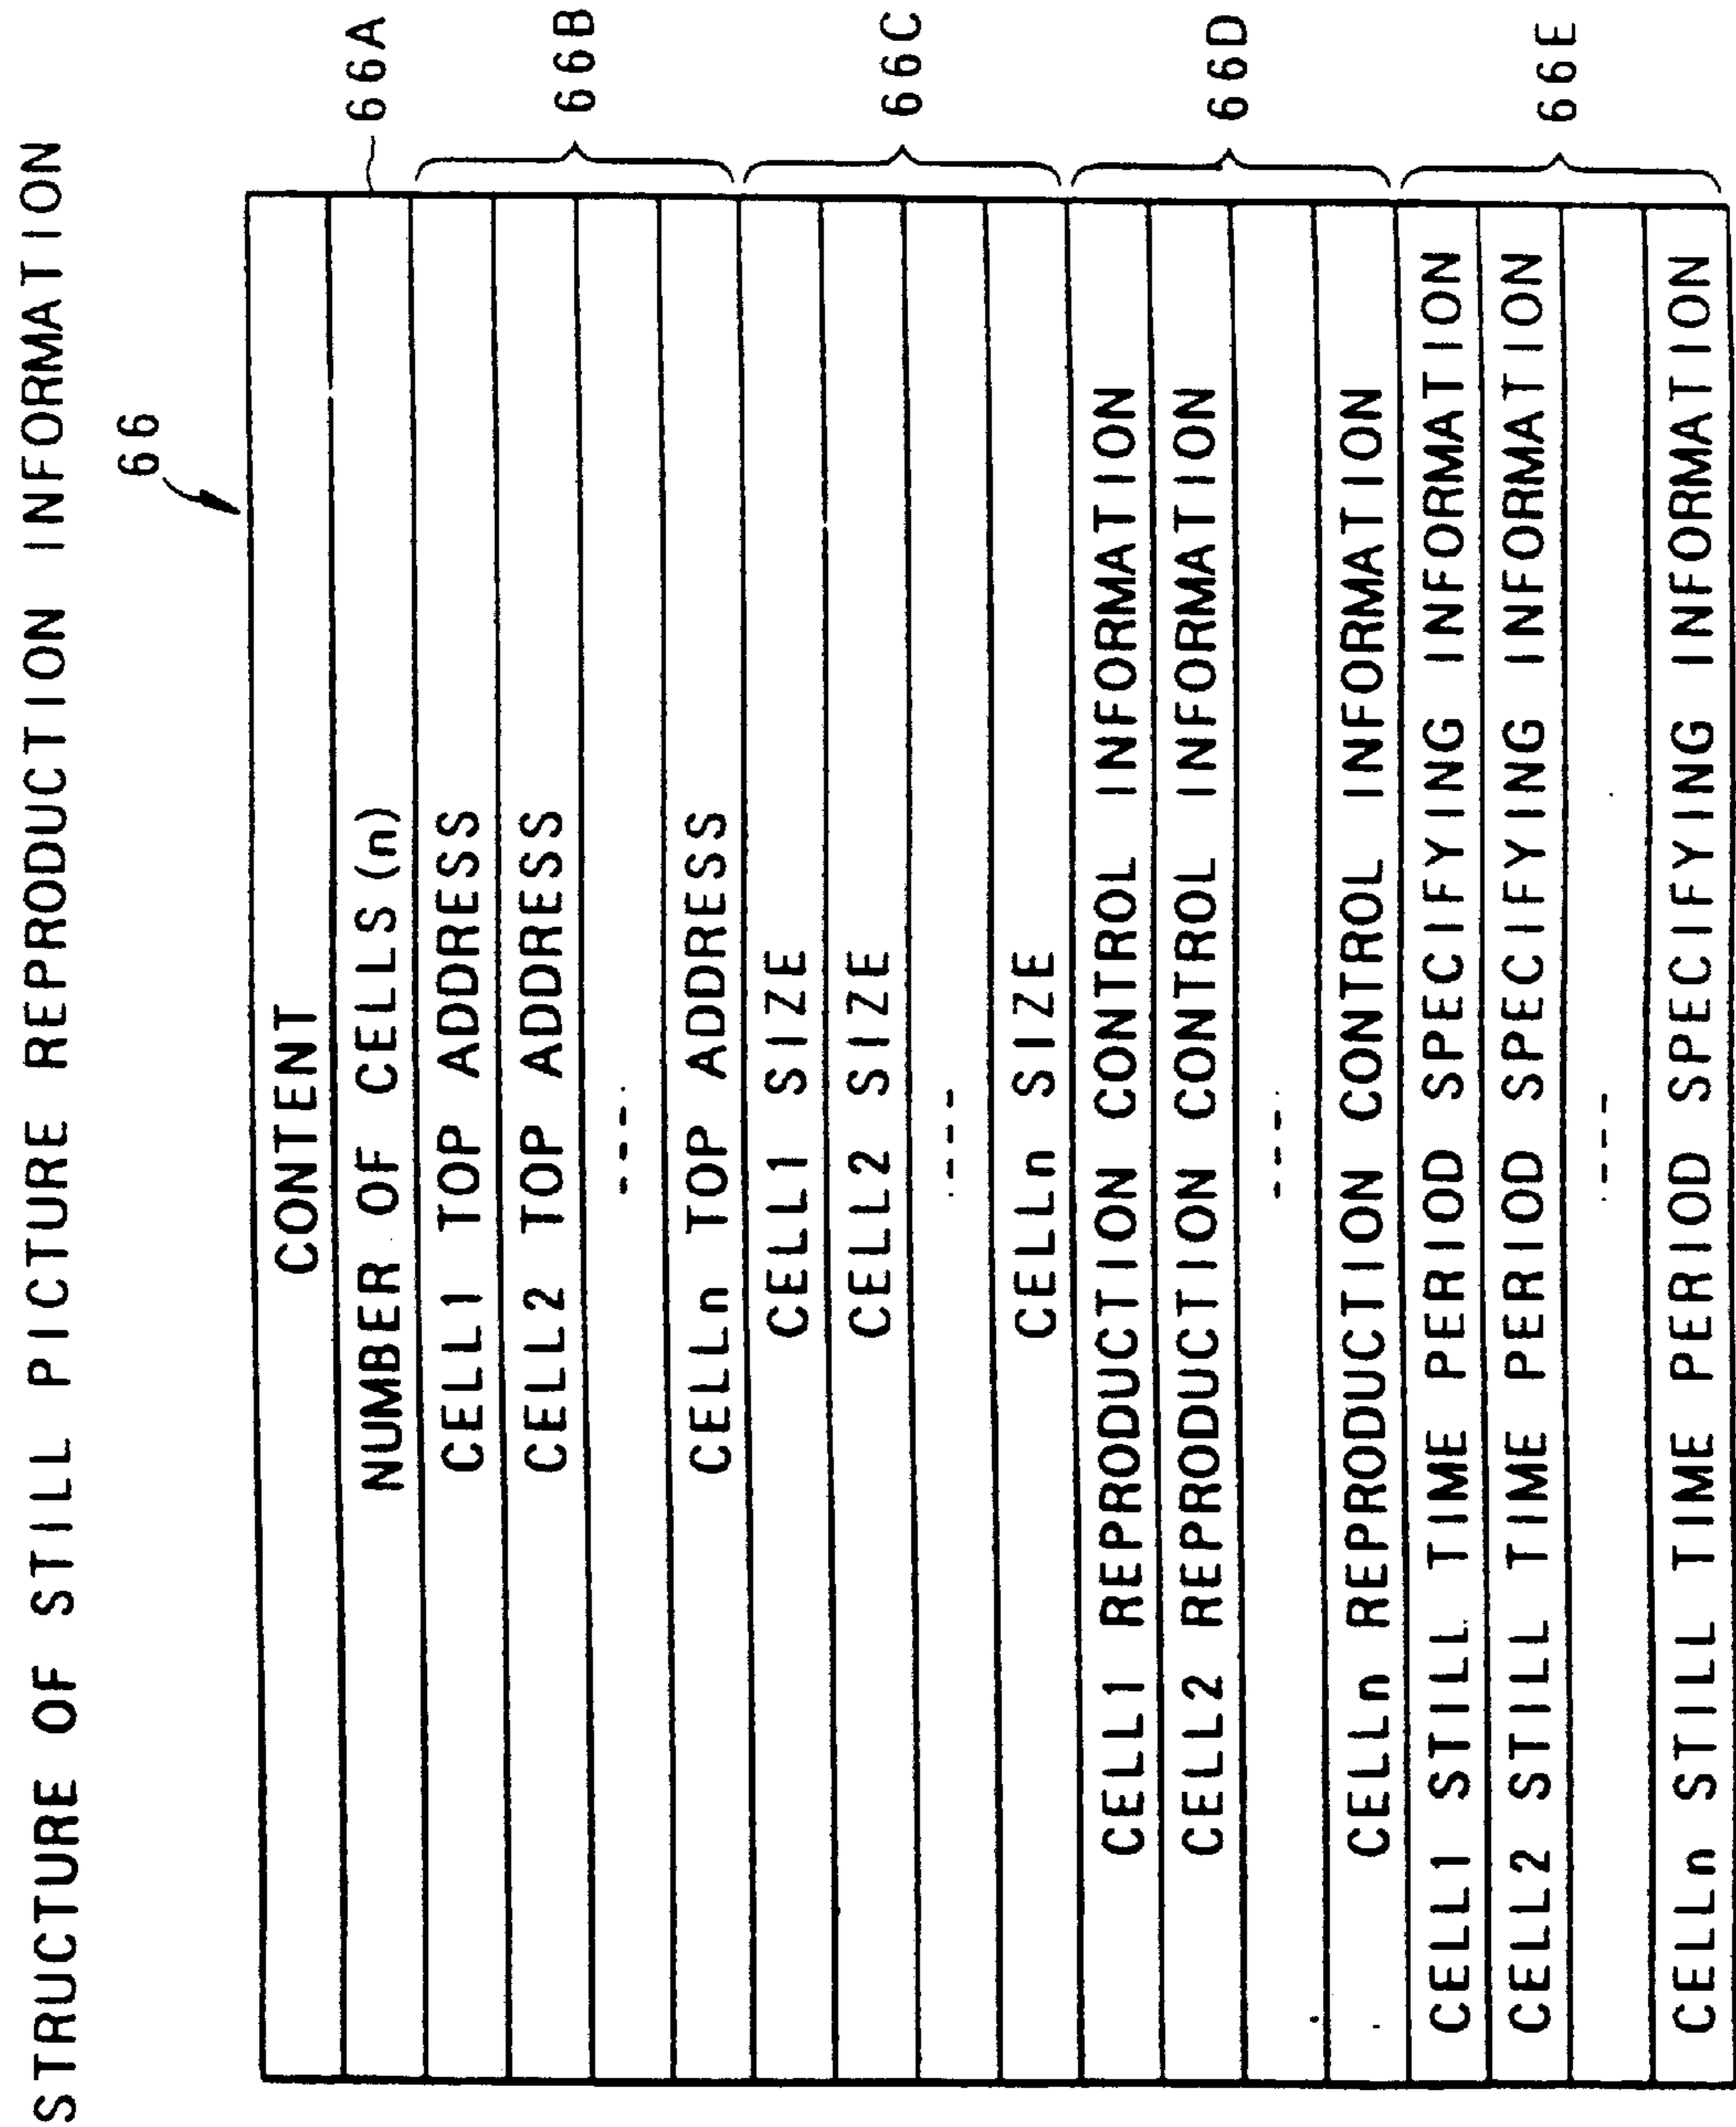 STRUCTURE OF STILL PICTURE REPRODUCTION INFORMATION
66
CONTENT
NUMBER OF CELLS(n) 66A
CELL1 TOP ADDRESS
CELL2 TOP ADDRESS
----
CELLn TOP ADDRESS
66B
CELL1 SIZE
CELL2 SIZE
----
CELLn SIZE
66C
CELL1 REPRODUCTION CONTROL INFORMATION
CELL2 REPRODUCTION CONTROL INFORMATION
----
CELLn REPRODUCTION CONTROL INFORMATION
66D
CELL1 STILL TIME PERIOD SPECIFYING INFORMATION
CELL2 STILL TIME PERIOD SPECIFYING INFORMATION
----
CELLn STILL TIME PERIOD SPECIFYING INFORMATION
66E